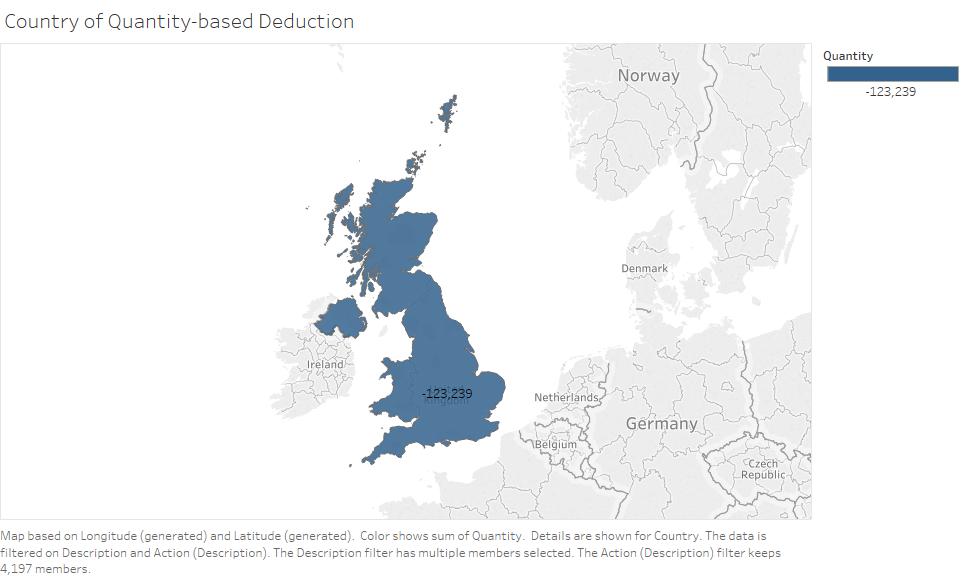 Country of Quantity-based Deduction
Quantity
-123,239
Norway
Denmark
Ireland
-123,239
Kingdom
Netherlands
Belgium
Germany
Czech
Republic
Map based on Longitude (generated) and Latitude (generated).  Color shows sum of Quantity.  Details are shown for Country. The data is
filtered on Description and Action (Description). The Description filter has multiple members selected. The Action (Description) filter keeps
4,197 members.